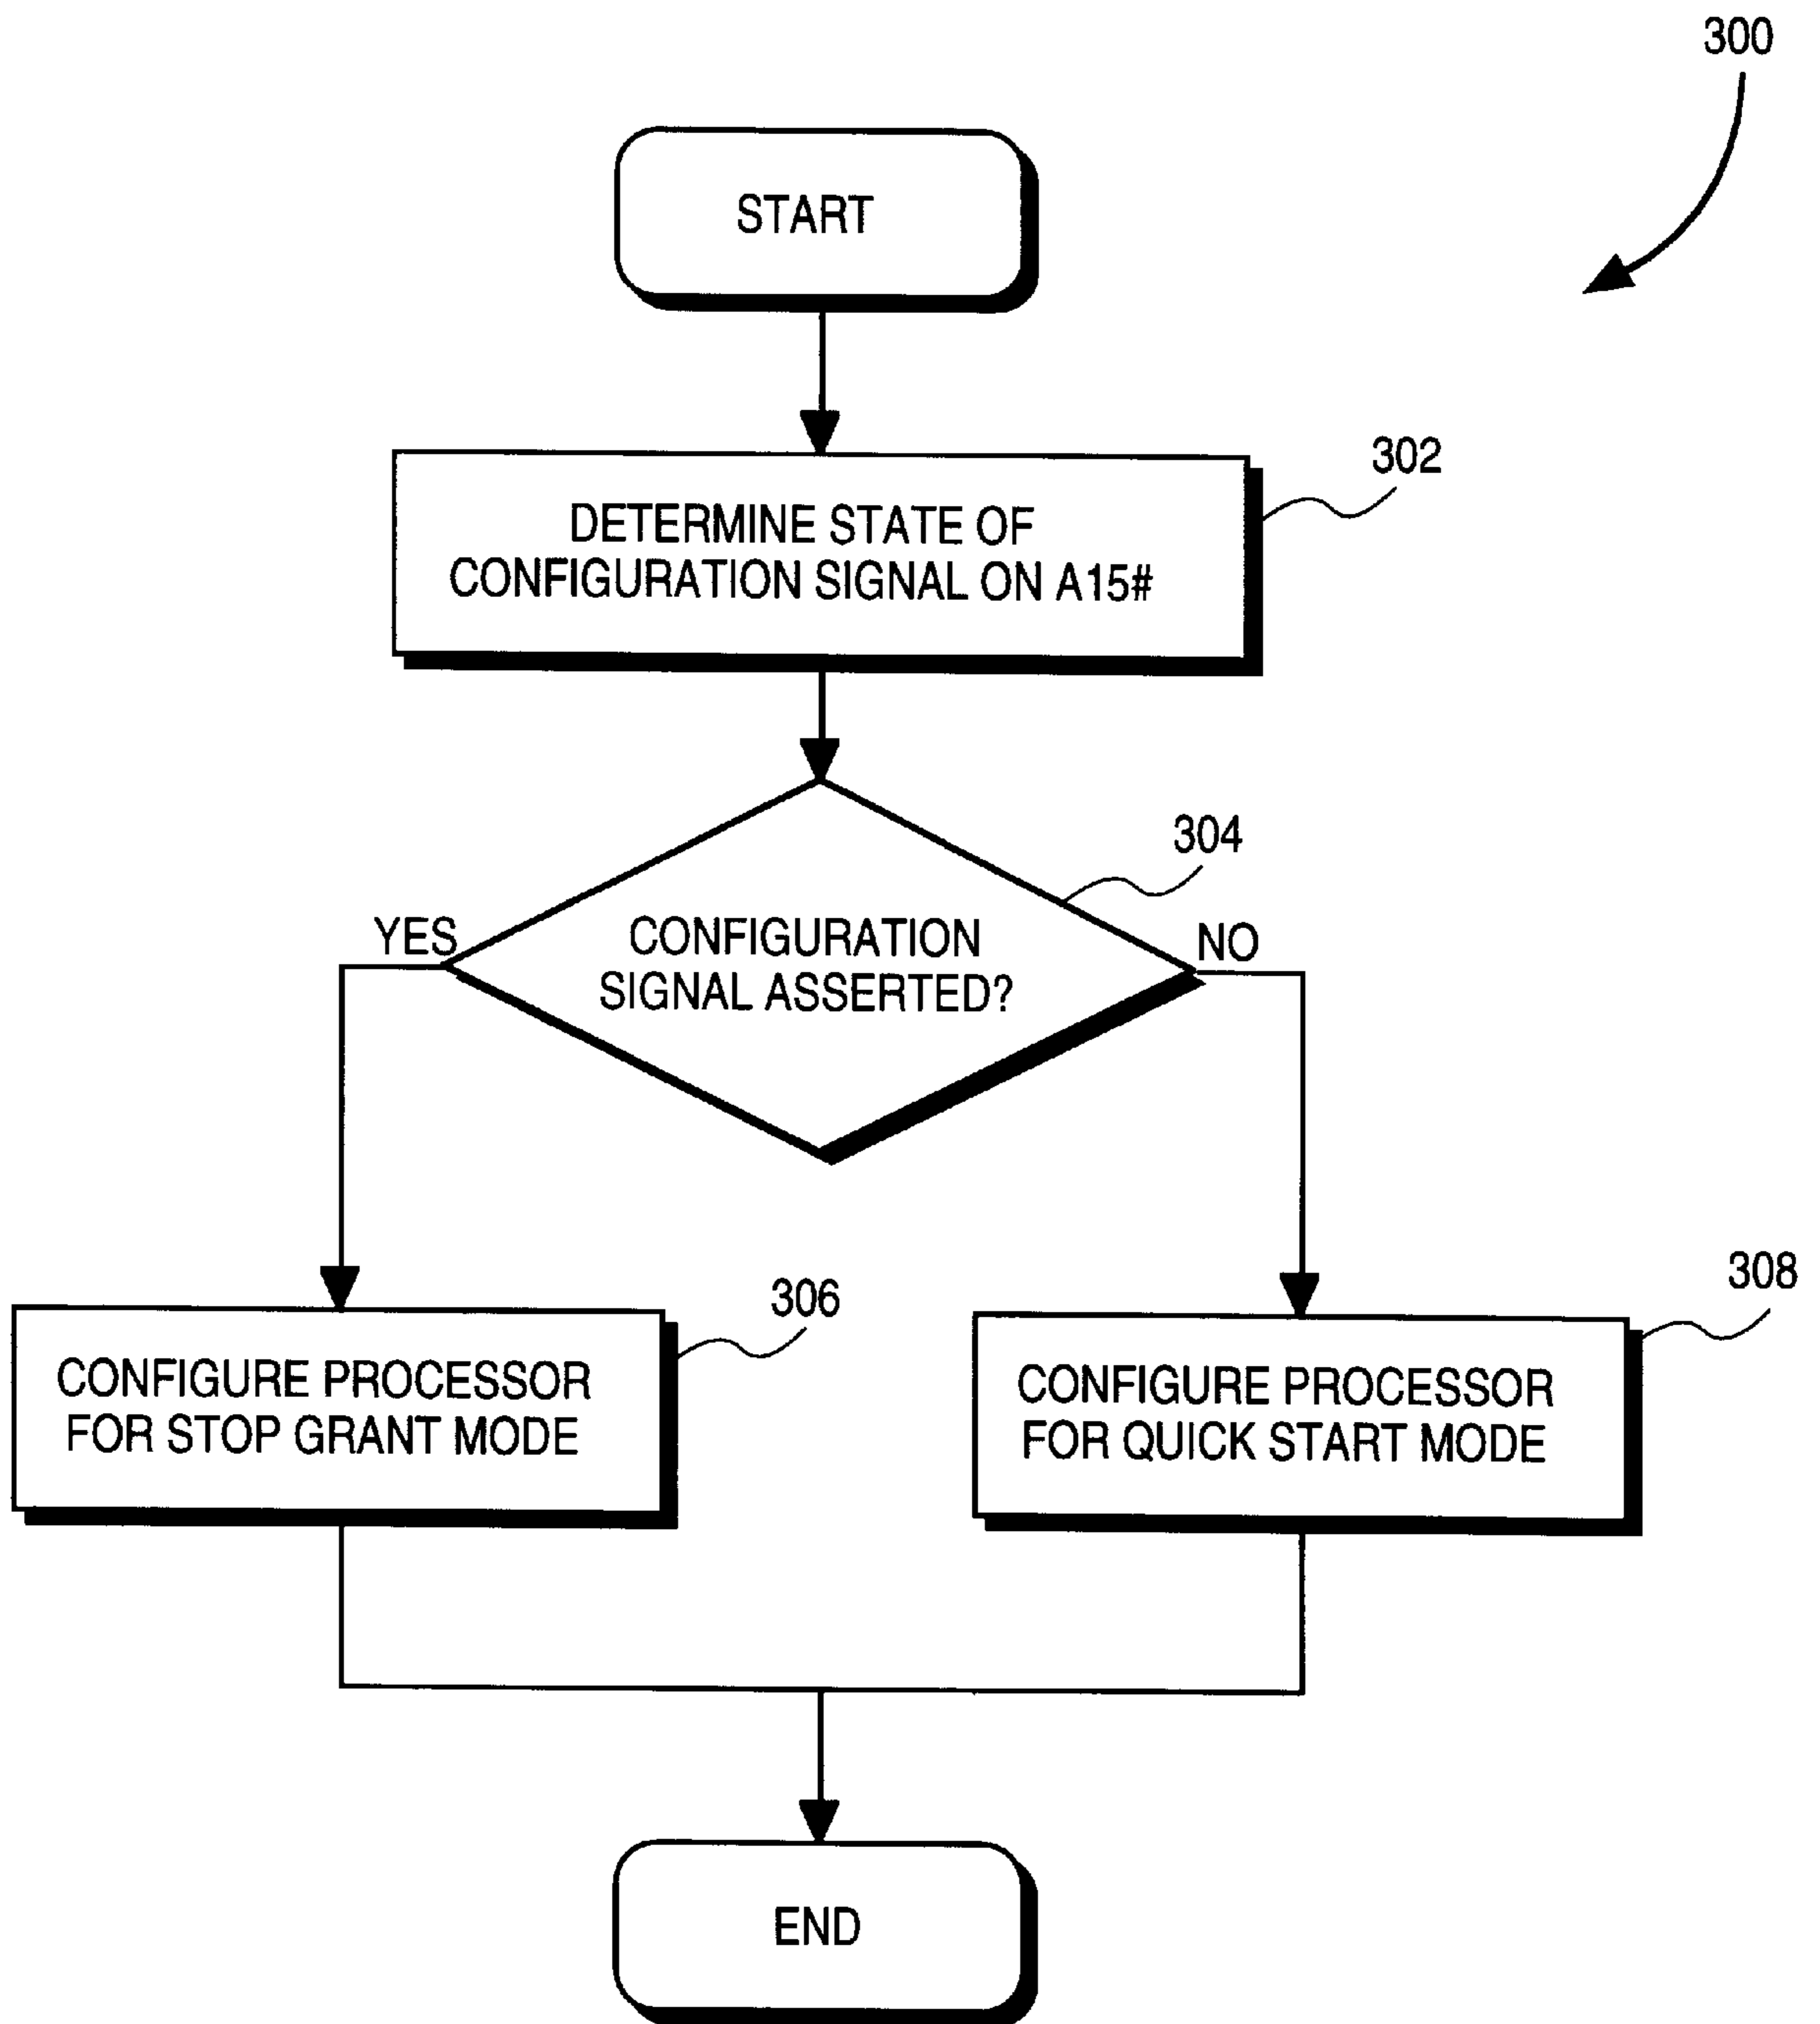 300
START
302
DETERMINE STATE OF
CONFIGURATION SIGNAL ON A15#
304
YES
CONFIGURATION
SIGNAL ASSERTED?
NO
306
CONFIGURE PROCESSOR
FOR STOP GRANT MODE
308
CONFIGURE PROCESSOR
FOR QUICK START MODE
END